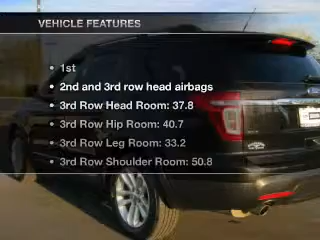 VEHICLE FEATURES
• 1st
• 2nd and 3rd row head airbags
• 3rd Row Head Room: 37.8
• 3rd Row Hip Room: 40.7
• 3rd Row Leg Room: 33.2
• 3rd Row Shoulder Room: 50.8